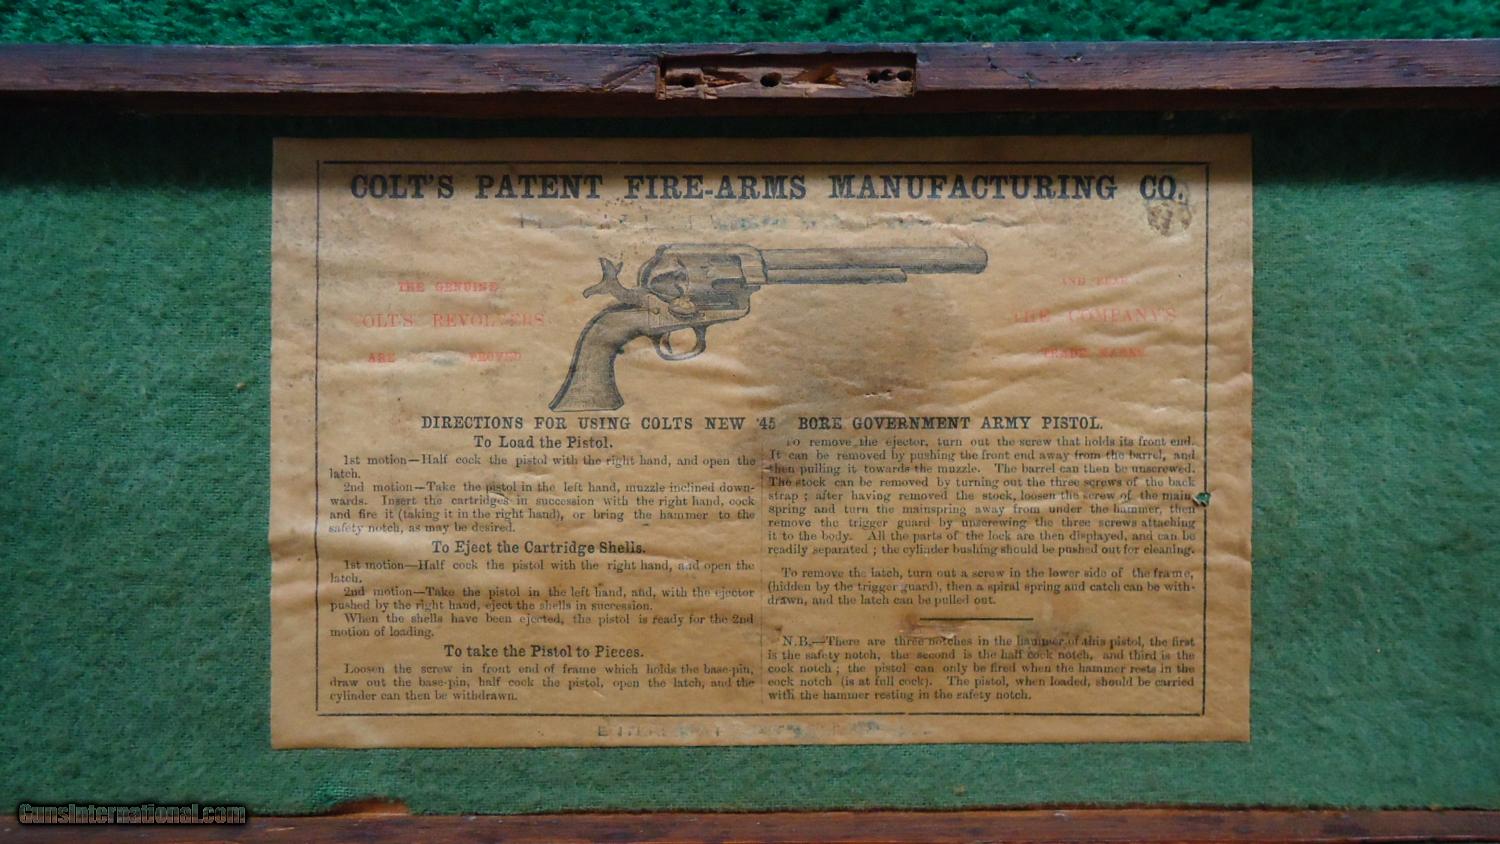 COLT'S PATENT FIRE-ARMS MANUFACTURING CO.
THE GENUINE
COLT'S REVOLVERS
ARE
THE COMPANY'S
TRADE MARKS
DIRECTIONS FOR USING COLTS NEW '45 BORE GOVERNMENT ARMY PISTOL.
To Load the Pistol.
1st motion—Half cock the pistol with the right hand, and open the
latch.
2nd motion—Take the pistol in the left hand, muzzle inclined down-
wards. Insert the cartridges in succession with the right hand, cock
and fire it (taking it in the right hand), or bring the hammer to the
safety notch, as may be desired.
To Eject the Cartridge Shells.
1st motion—Half cock the pistol with the right hand, and open the
latch.
2nd motion—Take the pistol in the left hand, and, with the ejector
pushed by the right hand, eject the shells in succession.
When the shells have been ejected, the pistol is ready for the 2nd
motion of loading.
To take the Pistol to Pieces.
Loosen the screw in front end of frame which holds the base-pin,
draw out the base-pin, half cock the pistol, open the latch, and the
cylinder can then be withdrawn.
To remove the ejector, turn out the screw that holds its front end.
It can be removed by pushing the front end away from the barrel, and
then pulling it towards the muzzle. The barrel can then be unscrewed.
The stock can be removed by turning out the three screws of the back
strap ; after having removed the stock, loosen the screw of the main
spring and turn the mainspring away from under the hammer, then
remove the trigger guard by unscrewing the three screws attaching
it to the body. All the parts of the lock are then displayed, and can be
readily separated ; the cylinder bushing should be pushed out for cleaning.
To remove the latch, turn out a screw in the lower side of the frame,
(hidden by the trigger guard), then a spiral spring and catch can be with-
drawn, and the latch can be pulled out.
N.B.—There are three notches in the hammer of this pistol, the first
is the safety notch, the second is the half cock notch, and third is the
cock notch ; the pistol can only be fired when the hammer rests in the
cock notch (is at full cock). The pistol, when loaded, should be carried
with the hammer resting in the safety notch.
GunsInternational.com